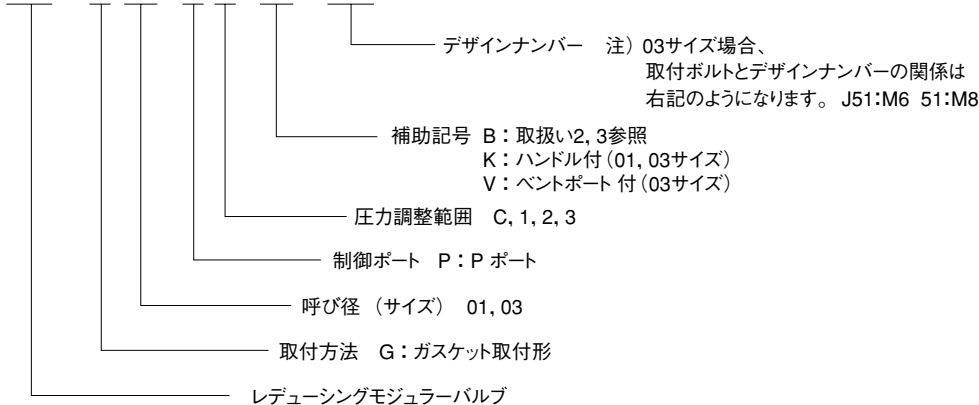 デザインナンバー 注）03サイズ場合、
取付ボルトとデザインナンバーの関係は
右記のようになります。 J51：M6 51：M8
補助記号 B：取扱い2，3参照
K：ハンドル付（01，03サイズ）
V：ベントポート 付（03サイズ）
圧力調整範囲 C，1，2，3
制御ポート P：P ポート
呼び径 （サイズ） 01，03
取付方法 G：ガスケット取付形
レデューシングモジュラーバルブ